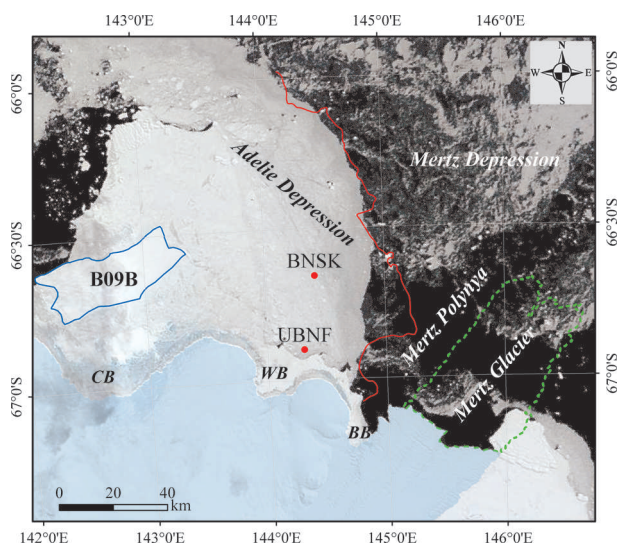 143°0'E 144°0'E 145°0'E 146°0'E
N
W E
S
66°0'S 66°0'S
Mertz Depression
Adelie Depression
66°30'S 66°30'S
B09B
BNSK
Mertz Polynya
UBNF
Mertz Glacier
CB WB
67°0'S 67°0'S
BB
0 20 40
km
142°0'E 143°0'E 144°0'E 145°0'E 146°0'E